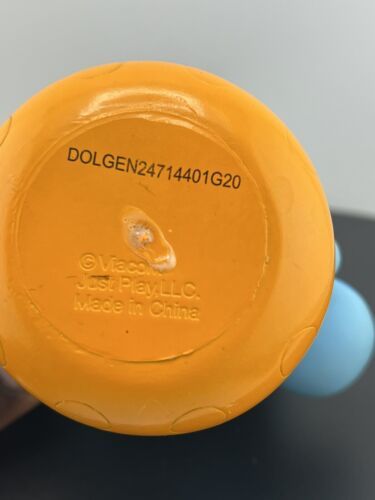 DOLGEN24714401G20
© Viacom
Just Play, LLC.
Made in China